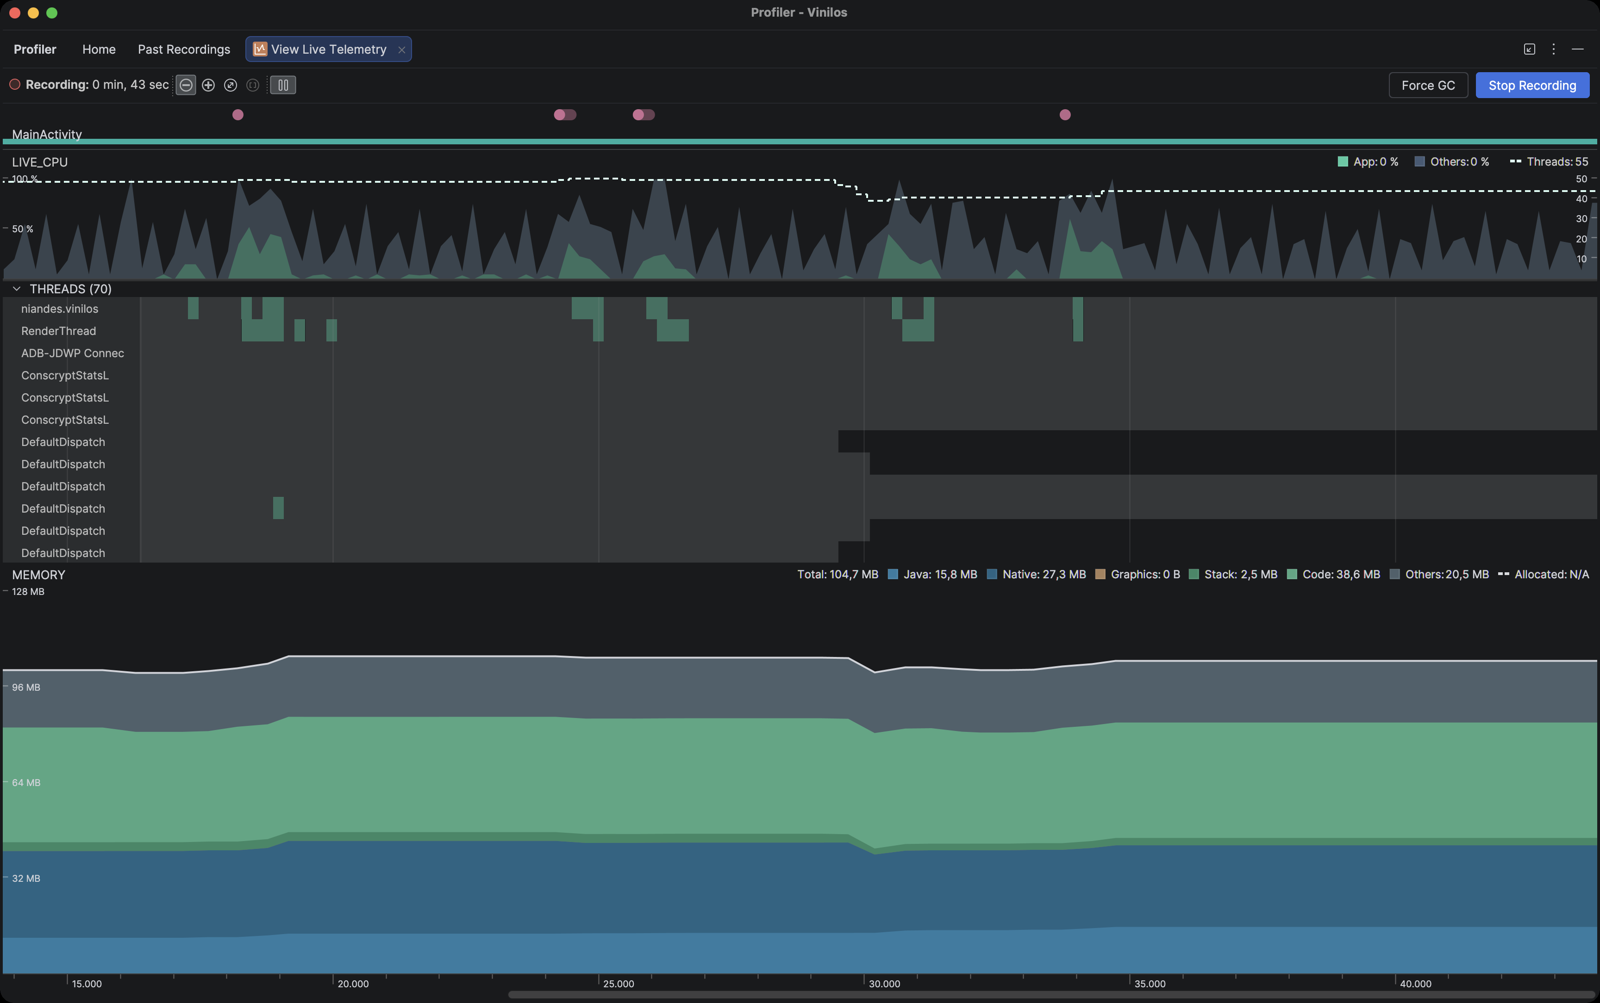 Profiler - Vinilos
Profiler Home Past Recordings View Live Telemetry
Recording: 0 min, 43 sec Force GC Stop Recording
MainActivity
LIVE_CPU App: 0 % Others: 0 % Threads: 55
100 % 50
40
50 % 30
20
10
THREADS (70)
niandes.vinilos
RenderThread
ADB-JDWP Connec
ConscryptStatsL
ConscryptStatsL
ConscryptStatsL
DefaultDispatch
DefaultDispatch
DefaultDispatch
DefaultDispatch
DefaultDispatch
DefaultDispatch
MEMORY Total: 104,7 MB Java: 15,8 MB Native: 27,3 MB Graphics: 0 B Stack: 2,5 MB Code: 38,6 MB Others: 20,5 MB Allocated: N/A
128 MB
96 MB
64 MB
32 MB
15.000 20.000 25.000 30.000 35.000 40.000